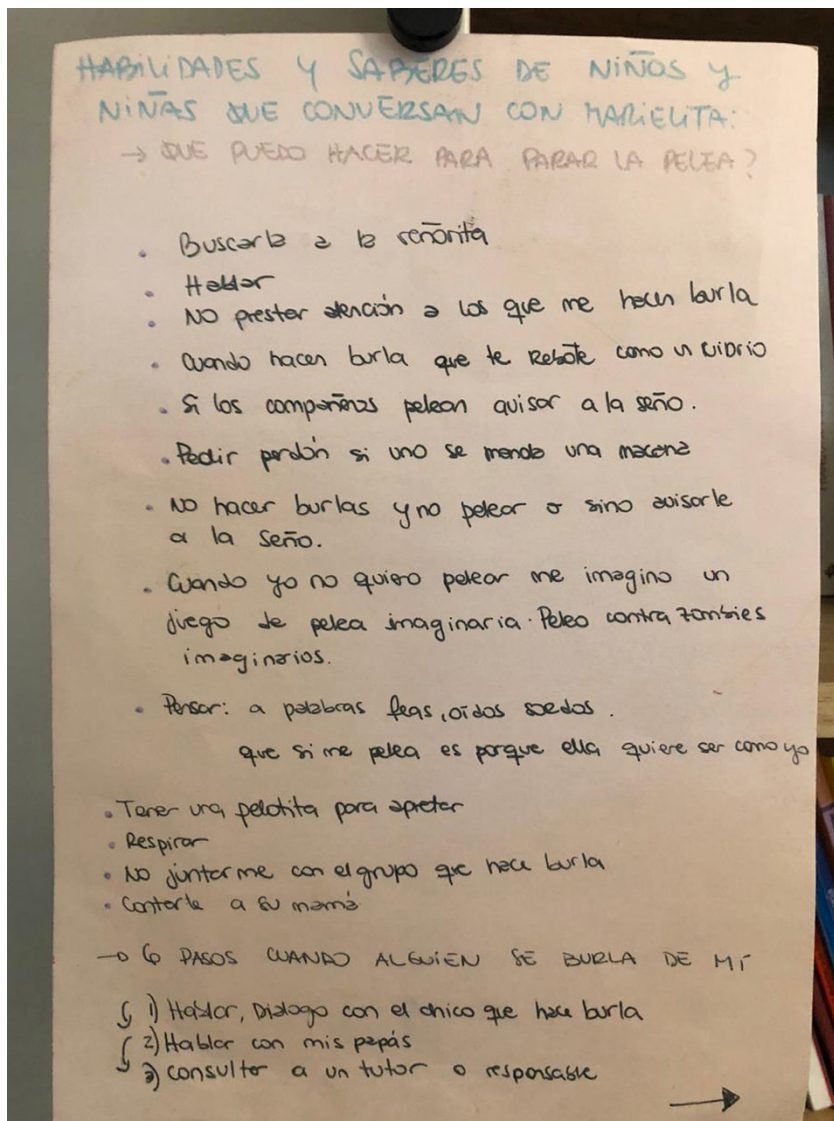 HABILIDADES Y SABERES DE NIÑOS Y
NIÑAS QUE CONVERSAN CON MARIELITA:
→ QUE PUEDO HACER PARA PARAR LA PELEA?
• Buscarla a la señorita
• Hablar
• NO prestar atención a los que me hacen burla
• Cuando hacen burla que te Rebote como un vidrio
• Si los compañeros pelean avisar a la seño.
• Pedir perdón si uno se manda una macana
• NO hacer burlas y no pelear o sino avisarle
a la Seño.
• Cuando yo no quiero pelear me imagino un
juego de pelea imaginaria. Peleo contra zombies
imaginarios.
• Pensar: a palabras feas, oídos sordos.
que si me pelea es porque ella quiere ser como yo
• Tener una pelotita para apretar
• Respirar
• No juntarme con el grupo que hace burla
• Contarle a su mamá
→ 6 PASOS CUANDO ALGUIEN SE BURLA DE MÍ
1) Hablar, Dialogo con el chico que hace burla
2) Hablar con mis papás
3) consultar a un tutor o responsable
→